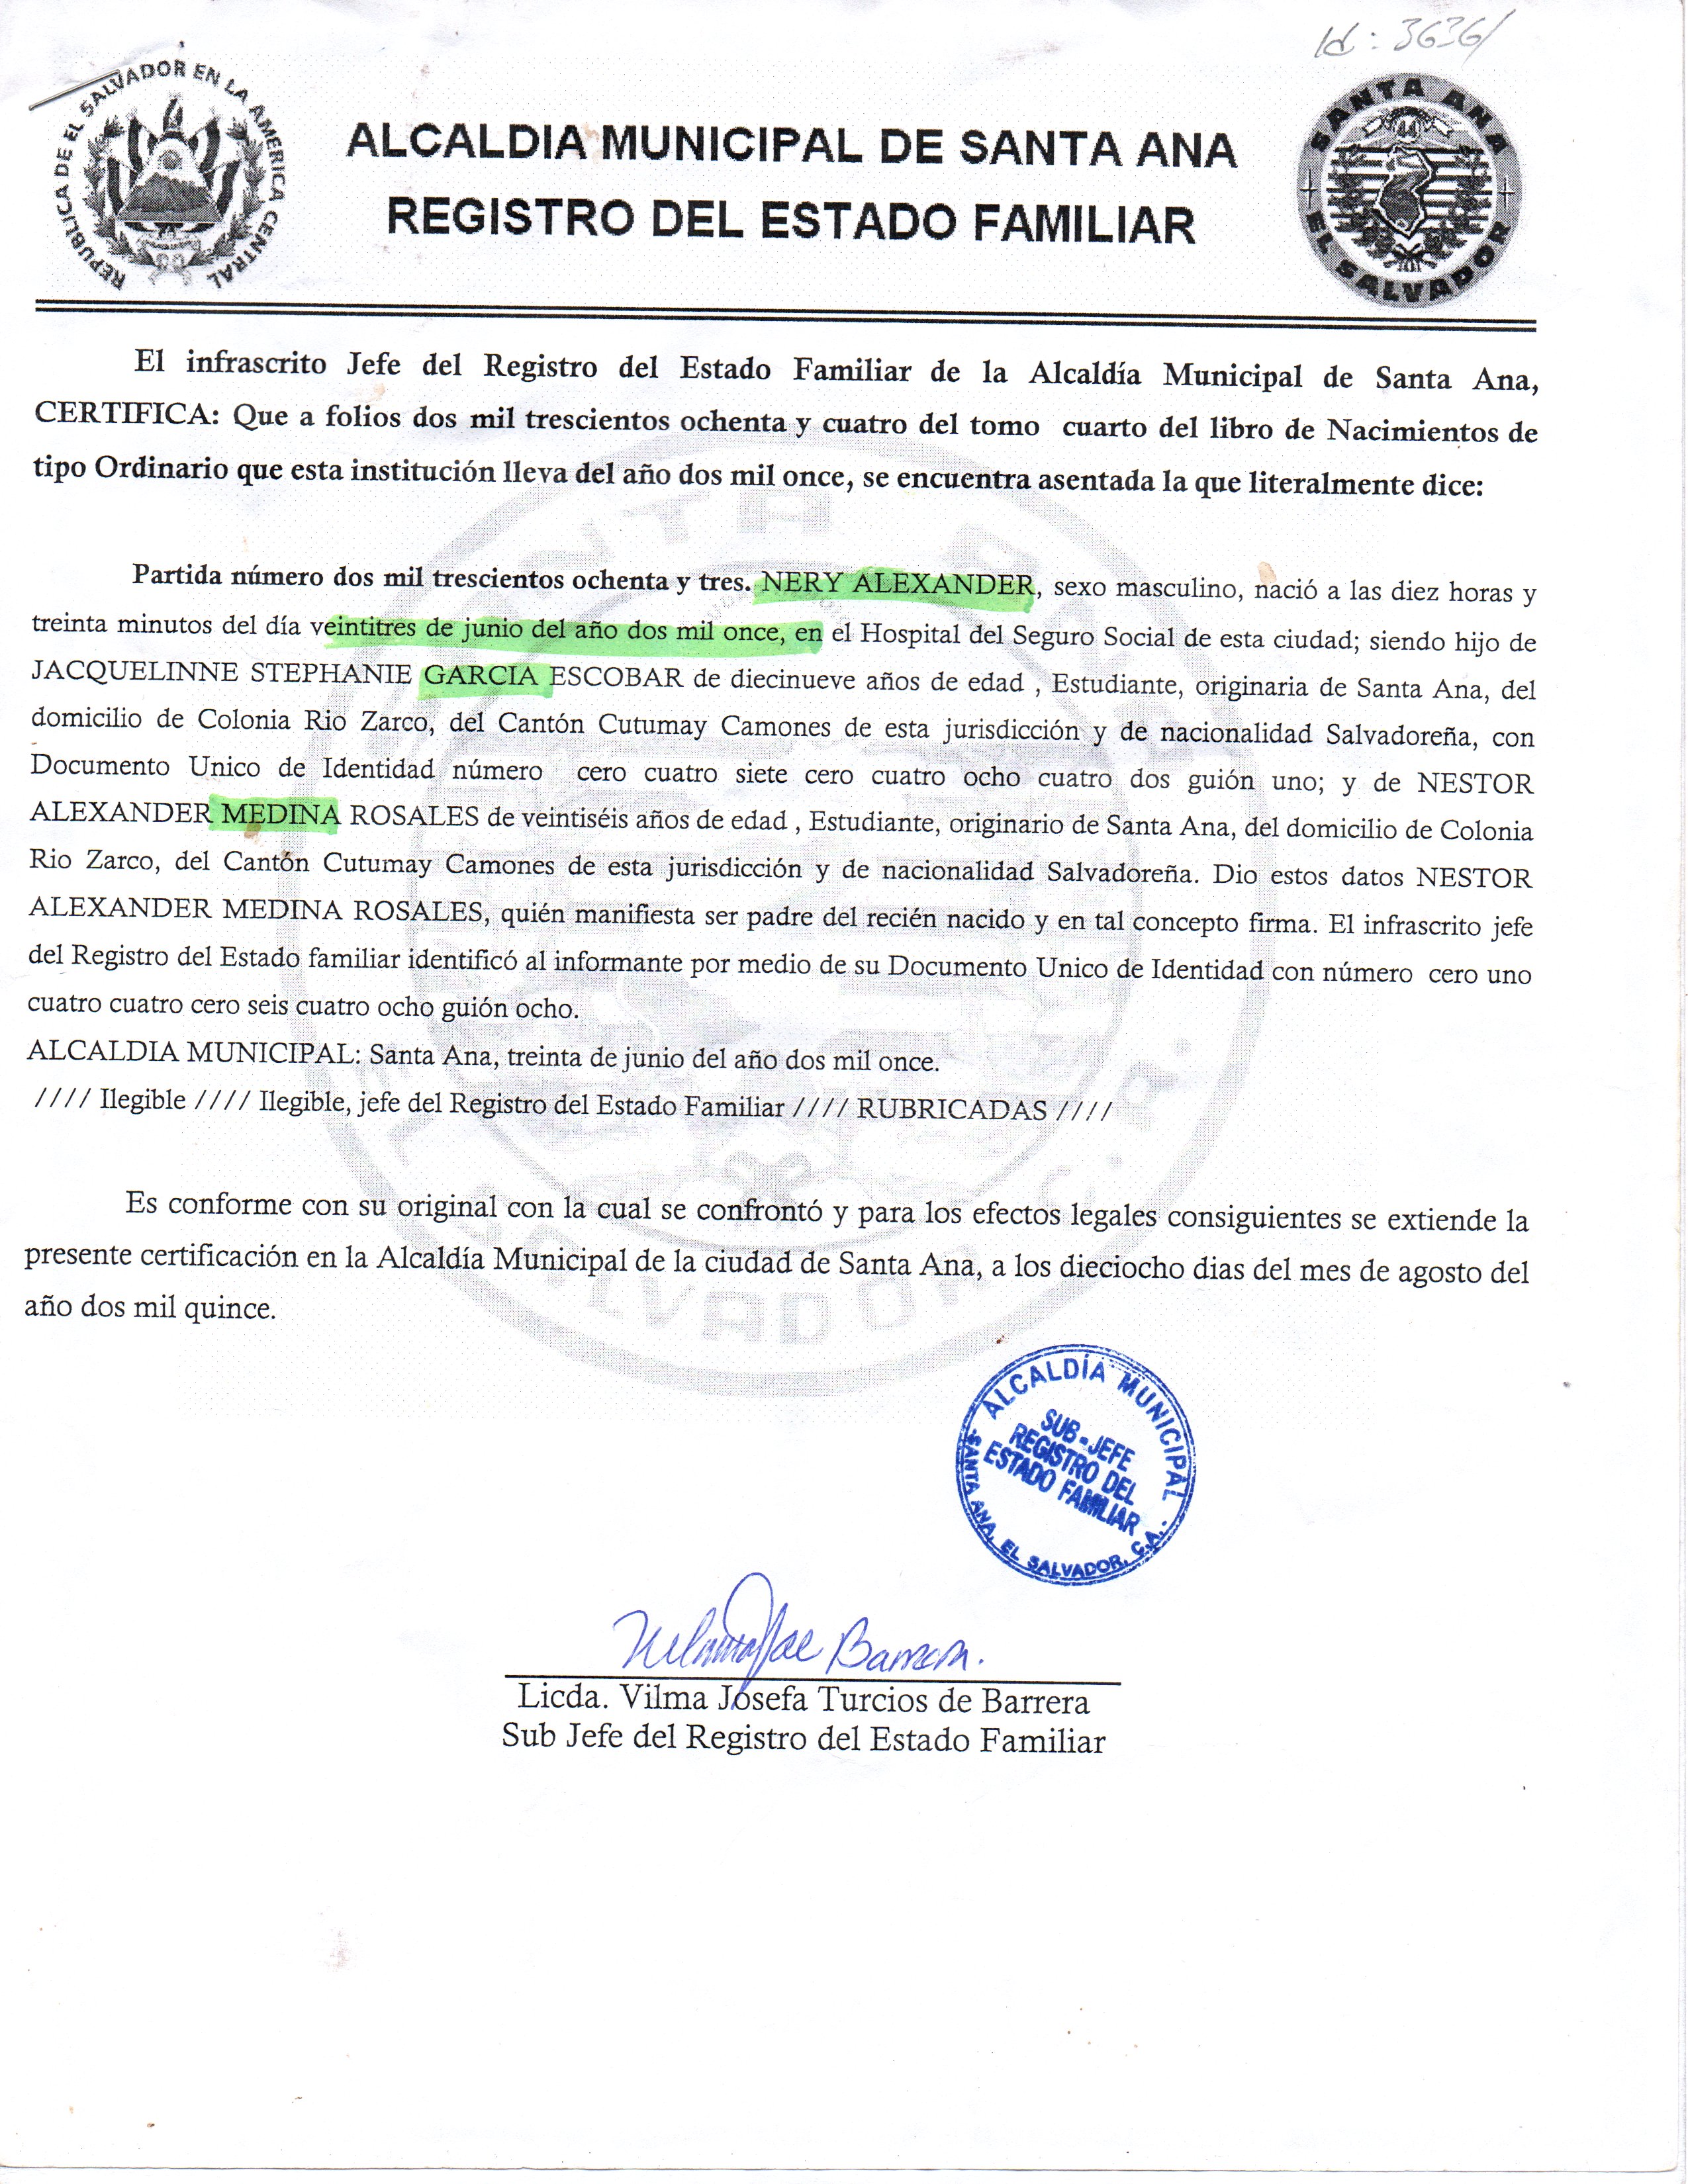 Id: 3636/
REPUBLICA DE EL SALVADOR EN LA AMERICA CENTRAL
ALCALDIA MUNICIPAL DE SANTA ANA
REGISTRO DEL ESTADO FAMILIAR
SANTA ANA
44
EL SALVADOR
El infrascrito Jefe del Registro del Estado Familiar de la Alcaldía Municipal de Santa Ana,
CERTIFICA: Que a folios dos mil trescientos ochenta y cuatro del tomo cuarto del libro de Nacimientos de
tipo Ordinario que esta institución lleva del año dos mil once, se encuentra asentada la que literalmente dice:
Partida número dos mil trescientos ochenta y tres. NERY ALEXANDER, sexo masculino, nació a las diez horas y
treinta minutos del día veintitres de junio del año dos mil once, en el Hospital del Seguro Social de esta ciudad; siendo hijo de
JACQUELINNE STEPHANIE GARCIA ESCOBAR de diecinueve años de edad , Estudiante, originaria de Santa Ana, del
domicilio de Colonia Rio Zarco, del Cantón Cutumay Camones de esta jurisdicción y de nacionalidad Salvadoreña, con
Documento Unico de Identidad número cero cuatro siete cero cuatro ocho cuatro dos guión uno; y de NESTOR
ALEXANDER MEDINA ROSALES de veintiséis años de edad , Estudiante, originario de Santa Ana, del domicilio de Colonia
Rio Zarco, del Cantón Cutumay Camones de esta jurisdicción y de nacionalidad Salvadoreña. Dio estos datos NESTOR
ALEXANDER MEDINA ROSALES, quién manifiesta ser padre del recién nacido y en tal concepto firma. El infrascrito jefe
del Registro del Estado familiar identificó al informante por medio de su Documento Unico de Identidad con número cero uno
cuatro cuatro cero seis cuatro ocho guión ocho.
ALCALDIA MUNICIPAL: Santa Ana, treinta de junio del año dos mil once.
//// Ilegible //// Ilegible, jefe del Registro del Estado Familiar //// RUBRICADAS ////
Es conforme con su original con la cual se confrontó y para los efectos legales consiguientes se extiende la
presente certificación en la Alcaldía Municipal de la ciudad de Santa Ana, a los dieciocho dias del mes de agosto del
año dos mil quince.
ALCALDÍA MUNICIPAL
SUB-JEFE
REGISTRO DEL
ESTADO FAMILIAR
SANTA ANA, EL SALVADOR, C.A.
Licda. Vilma Josefa Turcios de Barrera
Sub Jefe del Registro del Estado Familiar